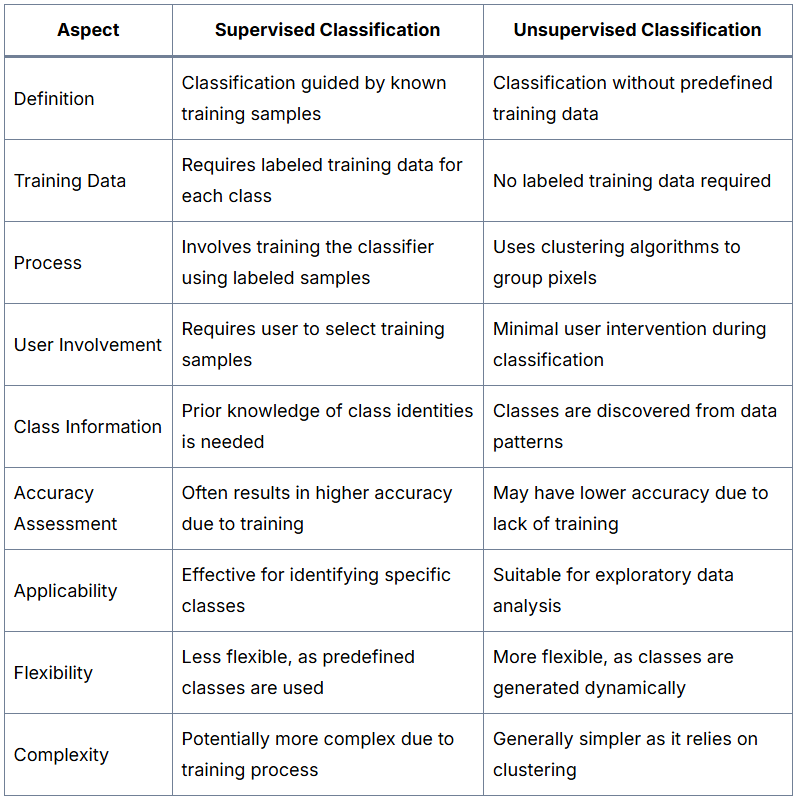 Aspect
Supervised Classification
Unsupervised Classification
Definition
Classification guided by known
training samples
Classification without predefined
training data
Training Data
Requires labeled training data for
each class
No labeled training data required
Process
Involves training the classifier
using labeled samples
Uses clustering algorithms to
group pixels
User Involvement
Requires user to select training
samples
Minimal user intervention during
classification
Class Information
Prior knowledge of class identities
is needed
Classes are discovered from data
patterns
Accuracy
Assessment
Often results in higher accuracy
due to training
May have lower accuracy due to
lack of training
Applicability
Effective for identifying specific
classes
Suitable for exploratory data
analysis
Flexibility
Less flexible, as predefined
classes are used
More flexible, as classes are
generated dynamically
Complexity
Potentially more complex due to
training process
Generally simpler as it relies on
clustering